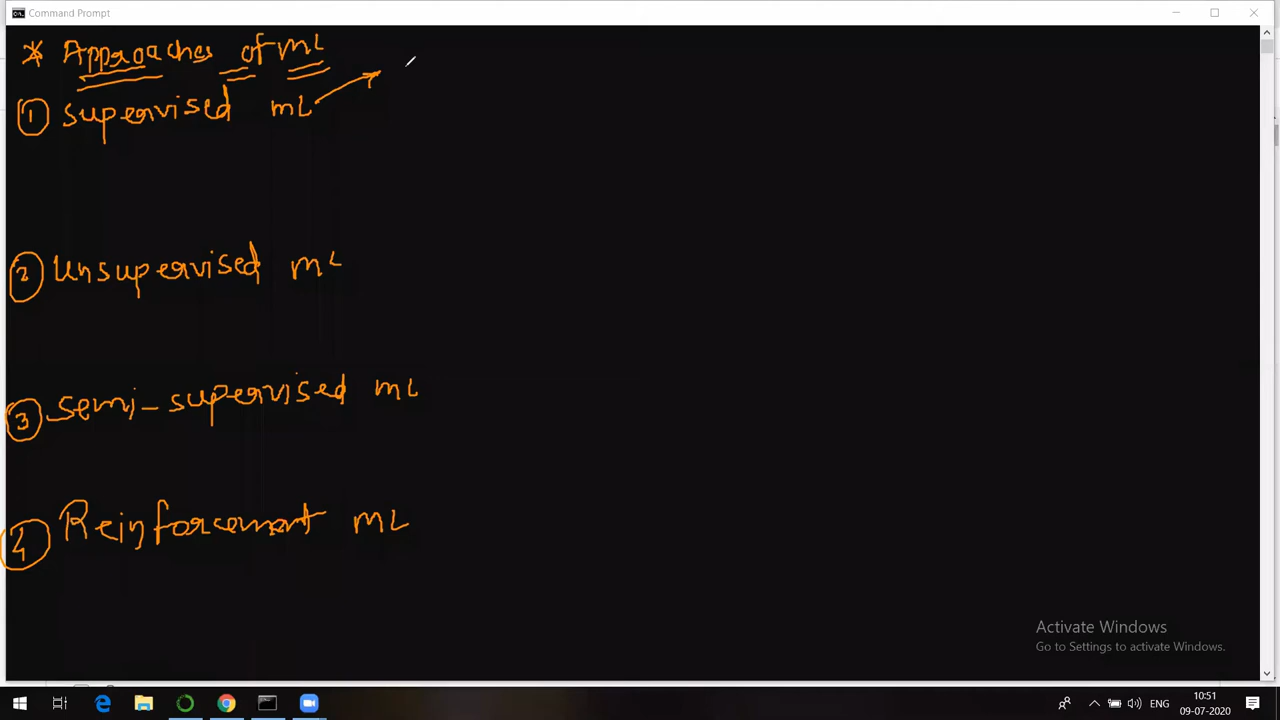 Command Prompt
* Approaches of mL
① supervised mL
② Unsupervised mL
③ semi-supervised mL
④ Reinforcement mL
Activate Windows
Go to Settings to activate Windows.
ENG
10:51
09-07-2020